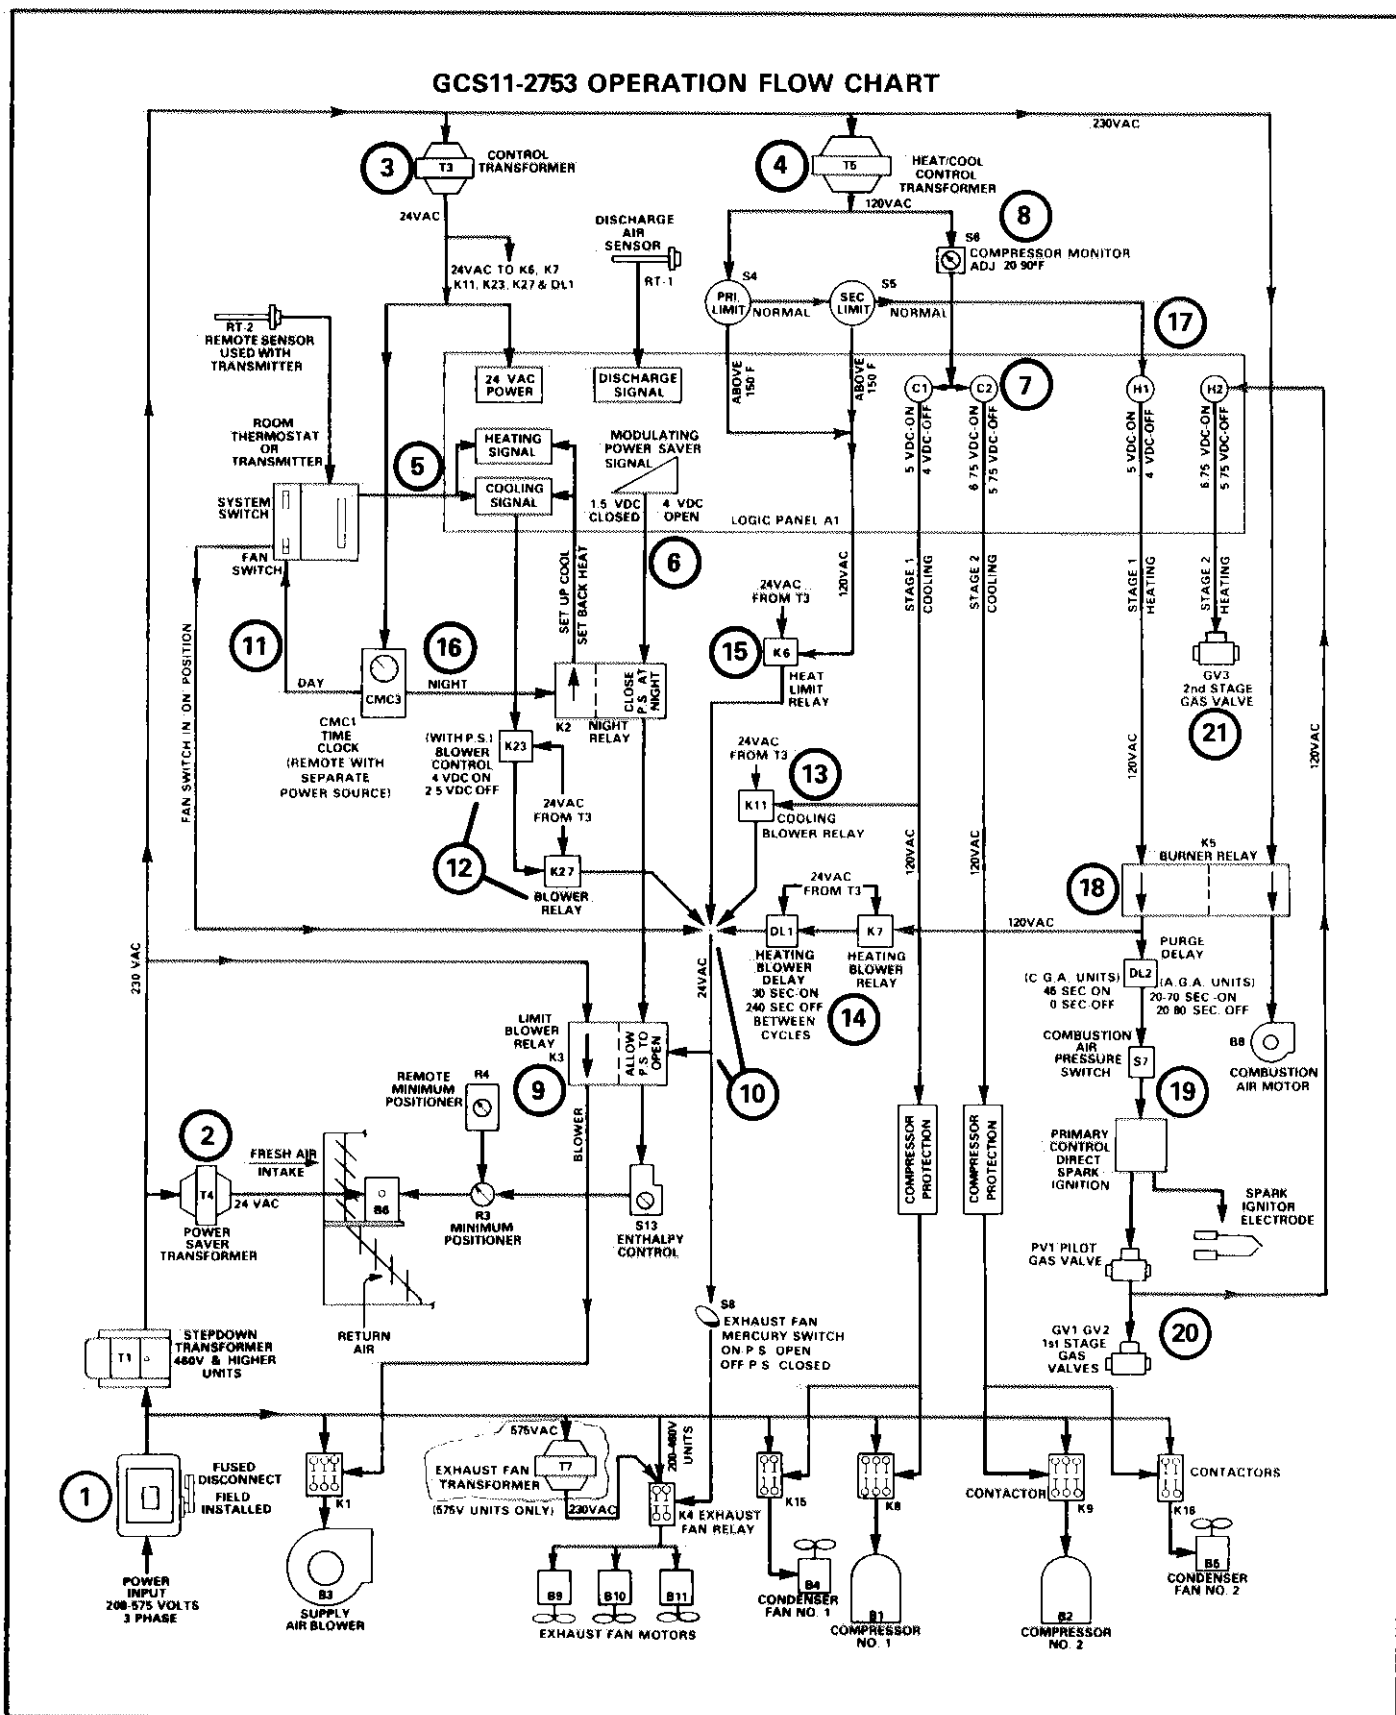 GCS11-2753 OPERATION FLOW CHART
230VAC
3
T3
CONTROL
TRANSFORMER
4
T5
HEAT/COOL
CONTROL
TRANSFORMER
24VAC
120VAC
8
DISCHARGE
AIR
SENSOR
RT-1
24VAC TO K6, K7
K11, K23, K27 & DL1
S6
COMPRESSOR MONITOR
ADJ 20 90°F
S4
PRI.
LIMIT
NORMAL
S5
SEC
LIMIT
NORMAL
17
RT-2
REMOTE SENSOR
USED WITH
TRANSMITTER
24 VAC
POWER
DISCHARGE
SIGNAL
ABOVE
150 F
ABOVE
150 F
C1
C2
7
H1
H2
5 VDC-ON
4 VDC-OFF
6 75 VDC-ON
5 75 VDC-OFF
5 VDC-ON
4 VDC-OFF
6 75 VDC-ON
5 75 VDC-OFF
ROOM
THERMOSTAT
OR
TRANSMITTER
5
HEATING
SIGNAL
COOLING
SIGNAL
MODULATING
POWER SAVER
SIGNAL
1.5 VDC
CLOSED
4 VDC
OPEN
LOGIC PANEL A1
SYSTEM
SWITCH
FAN
SWITCH
6
SET UP COOL
SET BACK HEAT
120VAC
STAGE 1
COOLING
STAGE 2
COOLING
STAGE 1
HEATING
STAGE 2
HEATING
24VAC
FROM T3
15
K6
HEAT
LIMIT
RELAY
11
16
DAY
CMC3
NIGHT
K2
CLOSE
P.S AT
NIGHT
NIGHT
RELAY
GV3
2nd STAGE
GAS VALVE
21
FAN SWITCH IN 'ON' POSITION
CMC1
TIME
CLOCK
(REMOTE WITH
SEPARATE
POWER SOURCE)
(WITH P.S.)
BLOWER
CONTROL
4 VDC ON
2 5 VDC OFF
K23
24VAC
FROM T3
13
K11
COOLING
BLOWER RELAY
120VAC
120VAC
24VAC
FROM T3
12
K27
BLOWER
RELAY
120VAC
120VAC
K5
BURNER RELAY
18
24VAC
FROM T3
DL1
K7
120VAC
HEATING
BLOWER
DELAY
30 SEC-ON
240 SEC OFF
BETWEEN
CYCLES
HEATING
BLOWER
RELAY
14
PURGE
DELAY
DL2
(C G.A. UNITS)
45 SEC ON
0 SEC-OFF
(A.G.A. UNITS)
20-70 SEC -ON
20 80 SEC. OFF
230 VAC
24VAC
LIMIT
BLOWER
RELAY
K3
ALLOW
P.S TO
OPEN
9
10
COMBUSTION
AIR
PRESSURE
SWITCH
S7
B8
COMBUSTION
AIR MOTOR
19
REMOTE
MINIMUM
POSITIONER
R4
BLOWER
COMPRESSOR
PROTECTION
COMPRESSOR
PROTECTION
PRIMARY
CONTROL
DIRECT
SPARK
IGNITION
2
FRESH AIR
INTAKE
T4
24 VAC
POWER
SAVER
TRANSFORMER
B6
R3
MINIMUM
POSITIONER
S13
ENTHALPY
CONTROL
SPARK
IGNITOR
ELECTRODE
PV1 PILOT
GAS VALVE
RETURN
AIR
S8
EXHAUST FAN
MERCURY SWITCH
ON-P S OPEN
OFF P S CLOSED
GV1 GV2
1st STAGE
GAS
VALVES
20
T1
STEPDOWN
TRANSFORMER
460V & HIGHER
UNITS
575VAC
T7
EXHAUST FAN
TRANSFORMER
(575V UNITS ONLY)
230VAC
200-460V
UNITS
1
FUSED
DISCONNECT
FIELD
INSTALLED
K1
K4 EXHAUST
FAN RELAY
K15
K8
CONTACTOR
K9
CONTACTORS
K16
POWER
INPUT
208-575 VOLTS
3 PHASE
B3
SUPPLY
AIR BLOWER
B9
B10
B11
EXHAUST FAN MOTORS
B4
CONDENSER
FAN NO. 1
B1
COMPRESSOR
NO. 1
B2
COMPRESSOR
NO. 2
B5
CONDENSER
FAN NO. 2